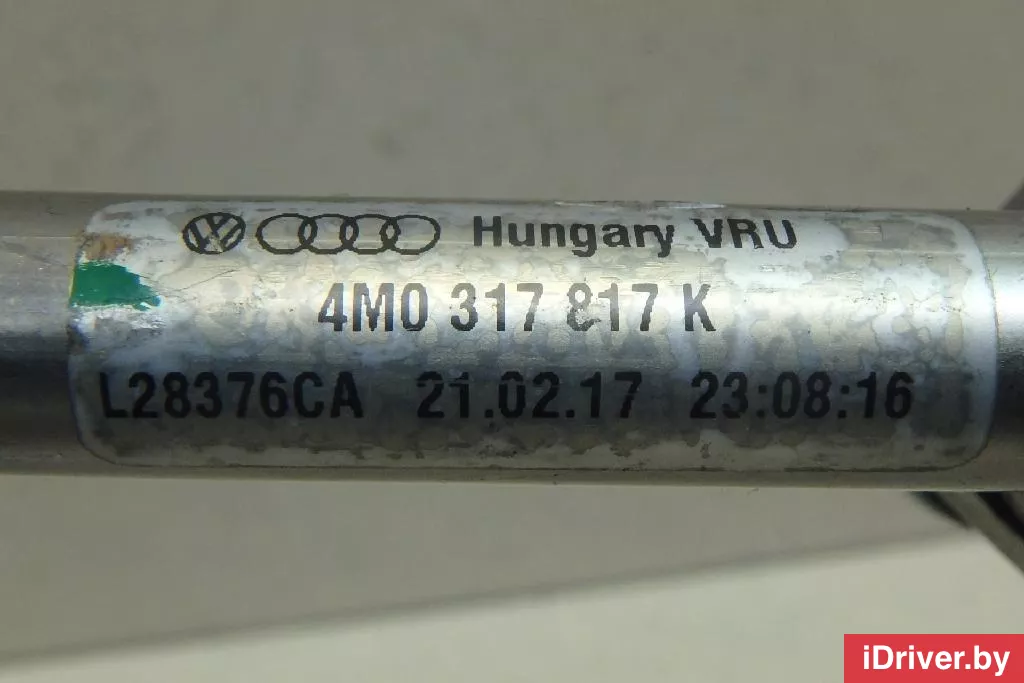 Hungary VRU
4M0 317 817 K
L28376CA 21.02.17 23:08:16
iDriver.by